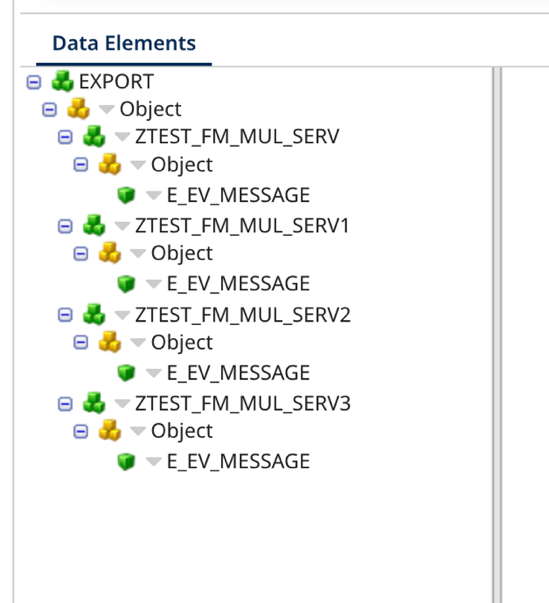 Data Elements
EXPORT
Object
ZTEST_FM_MUL_SERV
Object
E_EV_MESSAGE
ZTEST_FM_MUL_SERV1
Object
E_EV_MESSAGE
ZTEST_FM_MUL_SERV2
Object
E_EV_MESSAGE
ZTEST_FM_MUL_SERV3
Object
E_EV_MESSAGE